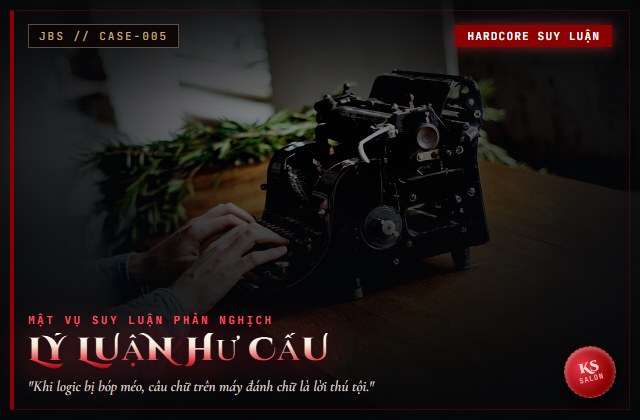 JBS // CASE-005
HARDCORE SUY LUẬN
MẬT VỤ SUY LUẬN PHẢN NGHỊCH
LÝ LUẬN HƯ CẤU
"Khi logic bị bóp méo, câu chữ trên máy đánh chữ là lời thú tội."
KS
SALON